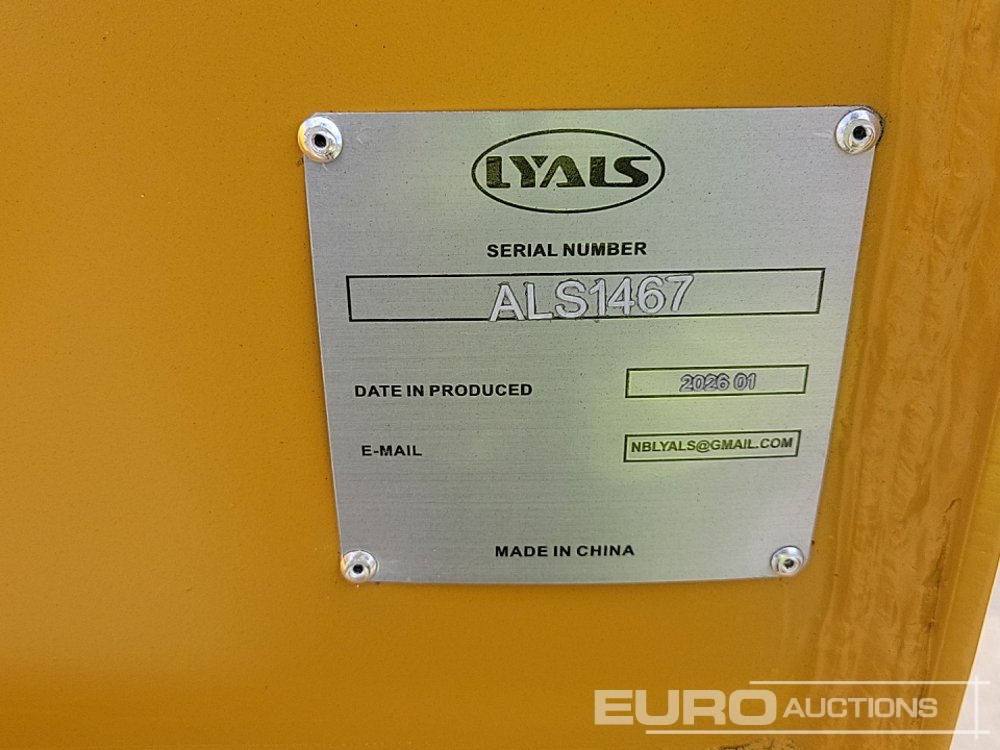 LYALS
SERIAL NUMBER
ALS1467
DATE IN PRODUCED 2026 01
E-MAIL NBLYALS@GMAIL.COM
MADE IN CHINA
EURO AUCTIONS